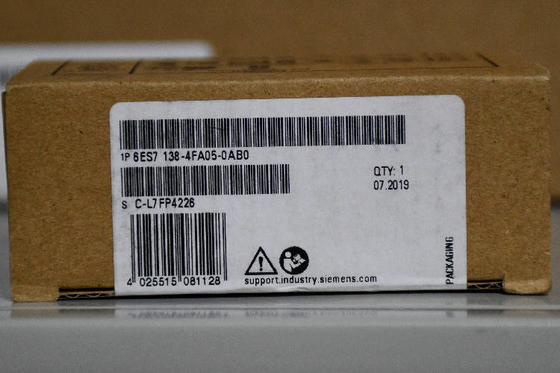 1P 6ES7 138-4FA05-0AB0
QTY: 1
07.2019
S C-L7FP4226
4 025515 081128
support.industry.siemens.com
PACKAGING